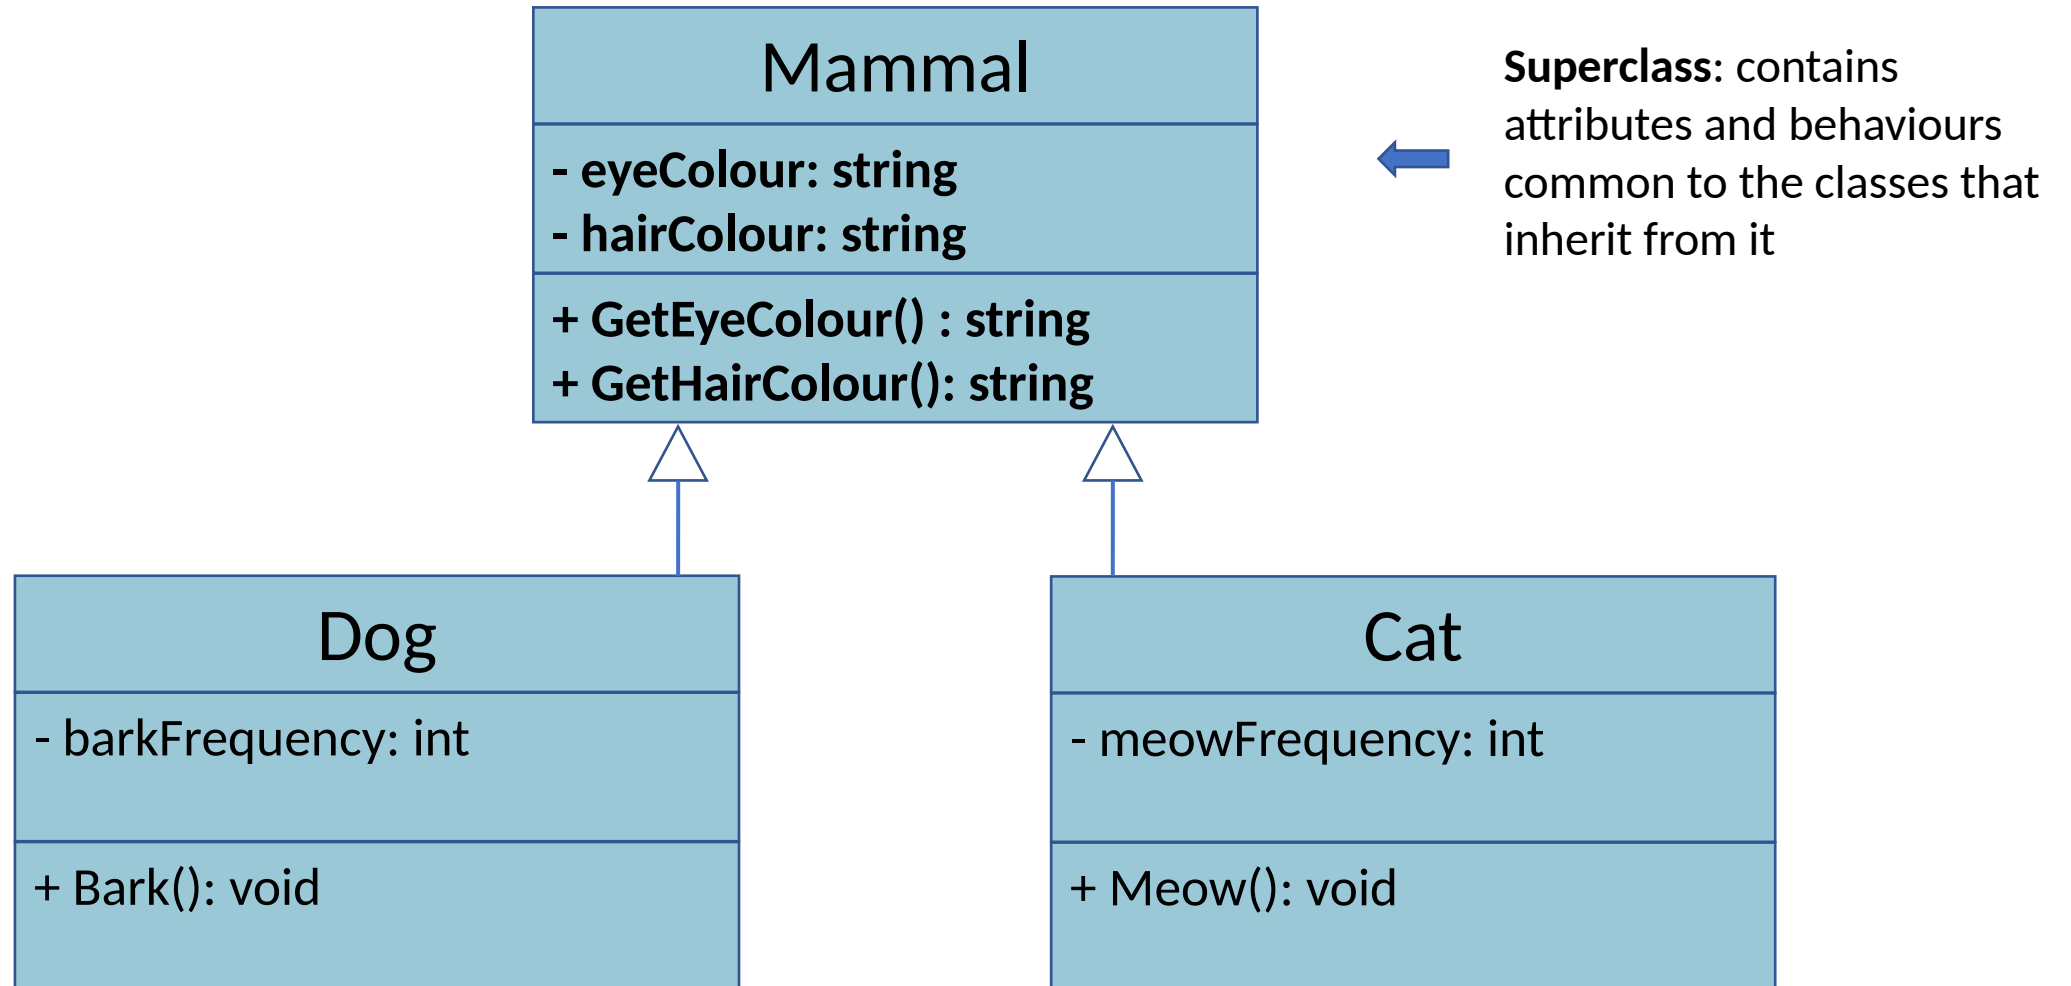 Mammal
- eyeColour: string
- hairColour: string
+ GetEyeColour() : string
+ GetHairColour(): string
Superclass: contains
attributes and behaviours
common to the classes that
inherit from it
Dog
- barkFrequency: int
+ Bark(): void
Cat
- meowFrequency: int
+ Meow(): void